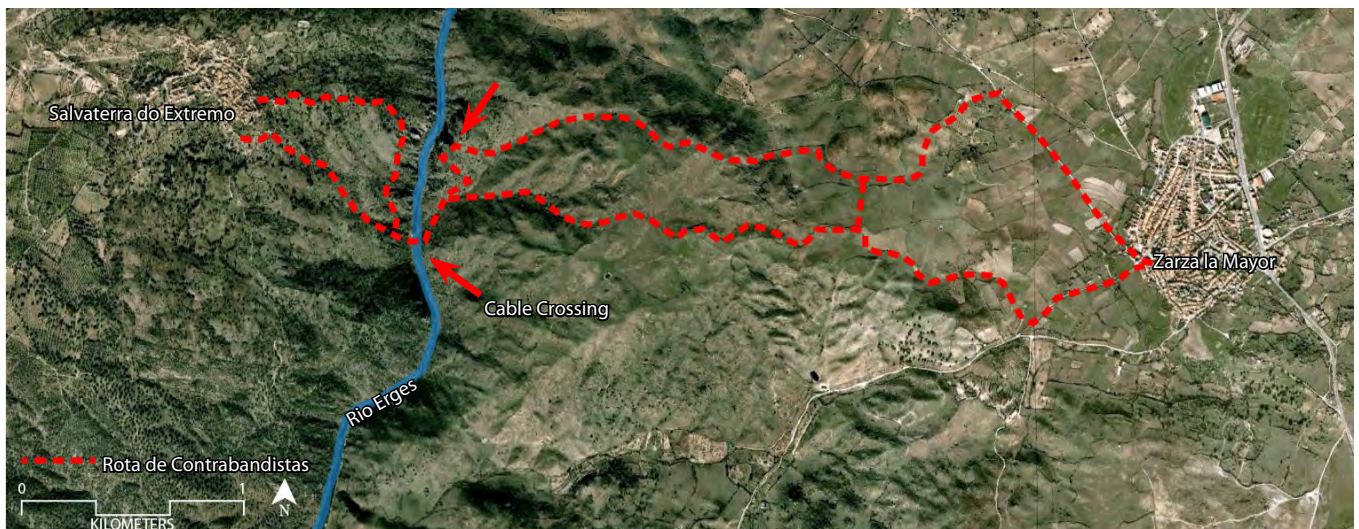 Salvaterra do Extremo
Cable Crossing
Zarza la Mayor
Rio Erges
Rota de Contrabandistas
0 1
N
KILOMETERS